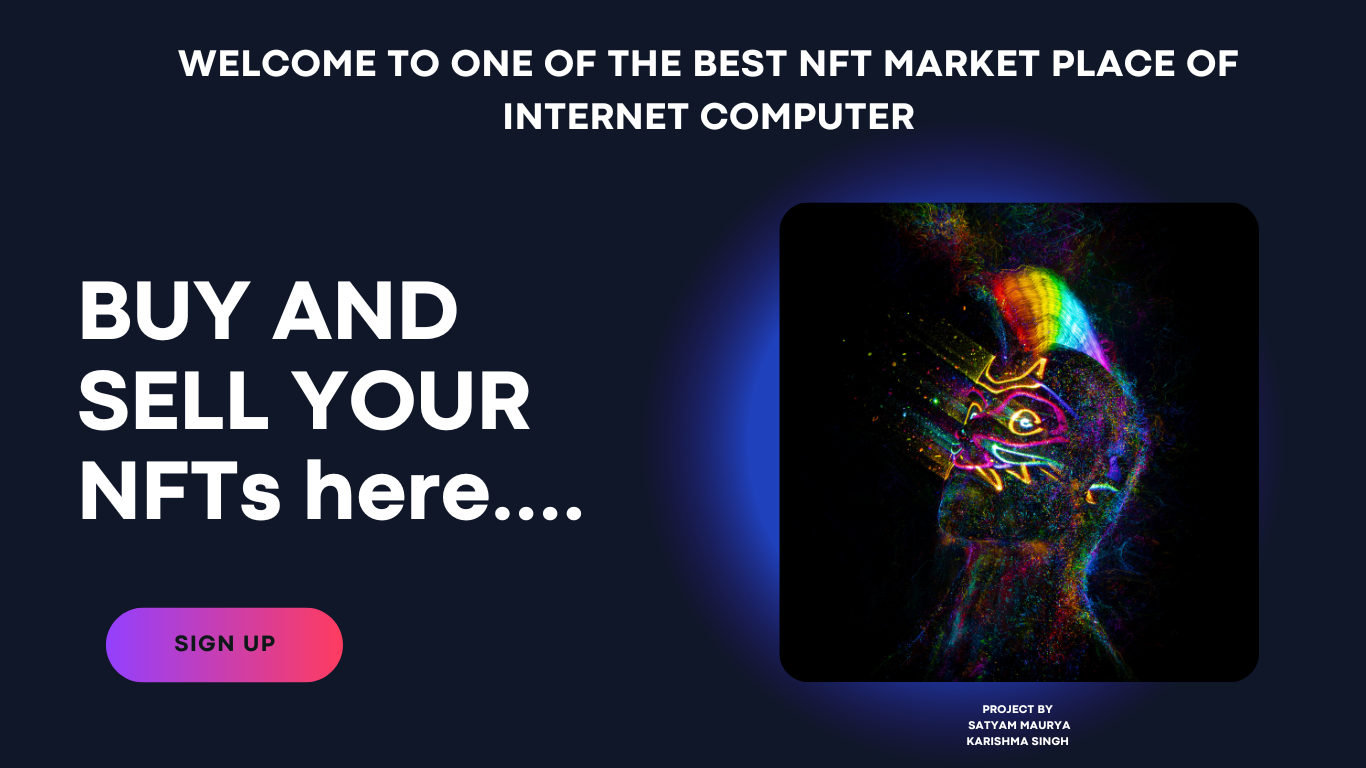 WELCOME TO ONE OF THE BEST NFT MARKET PLACE OF
INTERNET COMPUTER
BUY AND
SELL YOUR
NFTs here....
SIGN UP
PROJECT BY
SATYAM MAURYA
KARISHMA SINGH